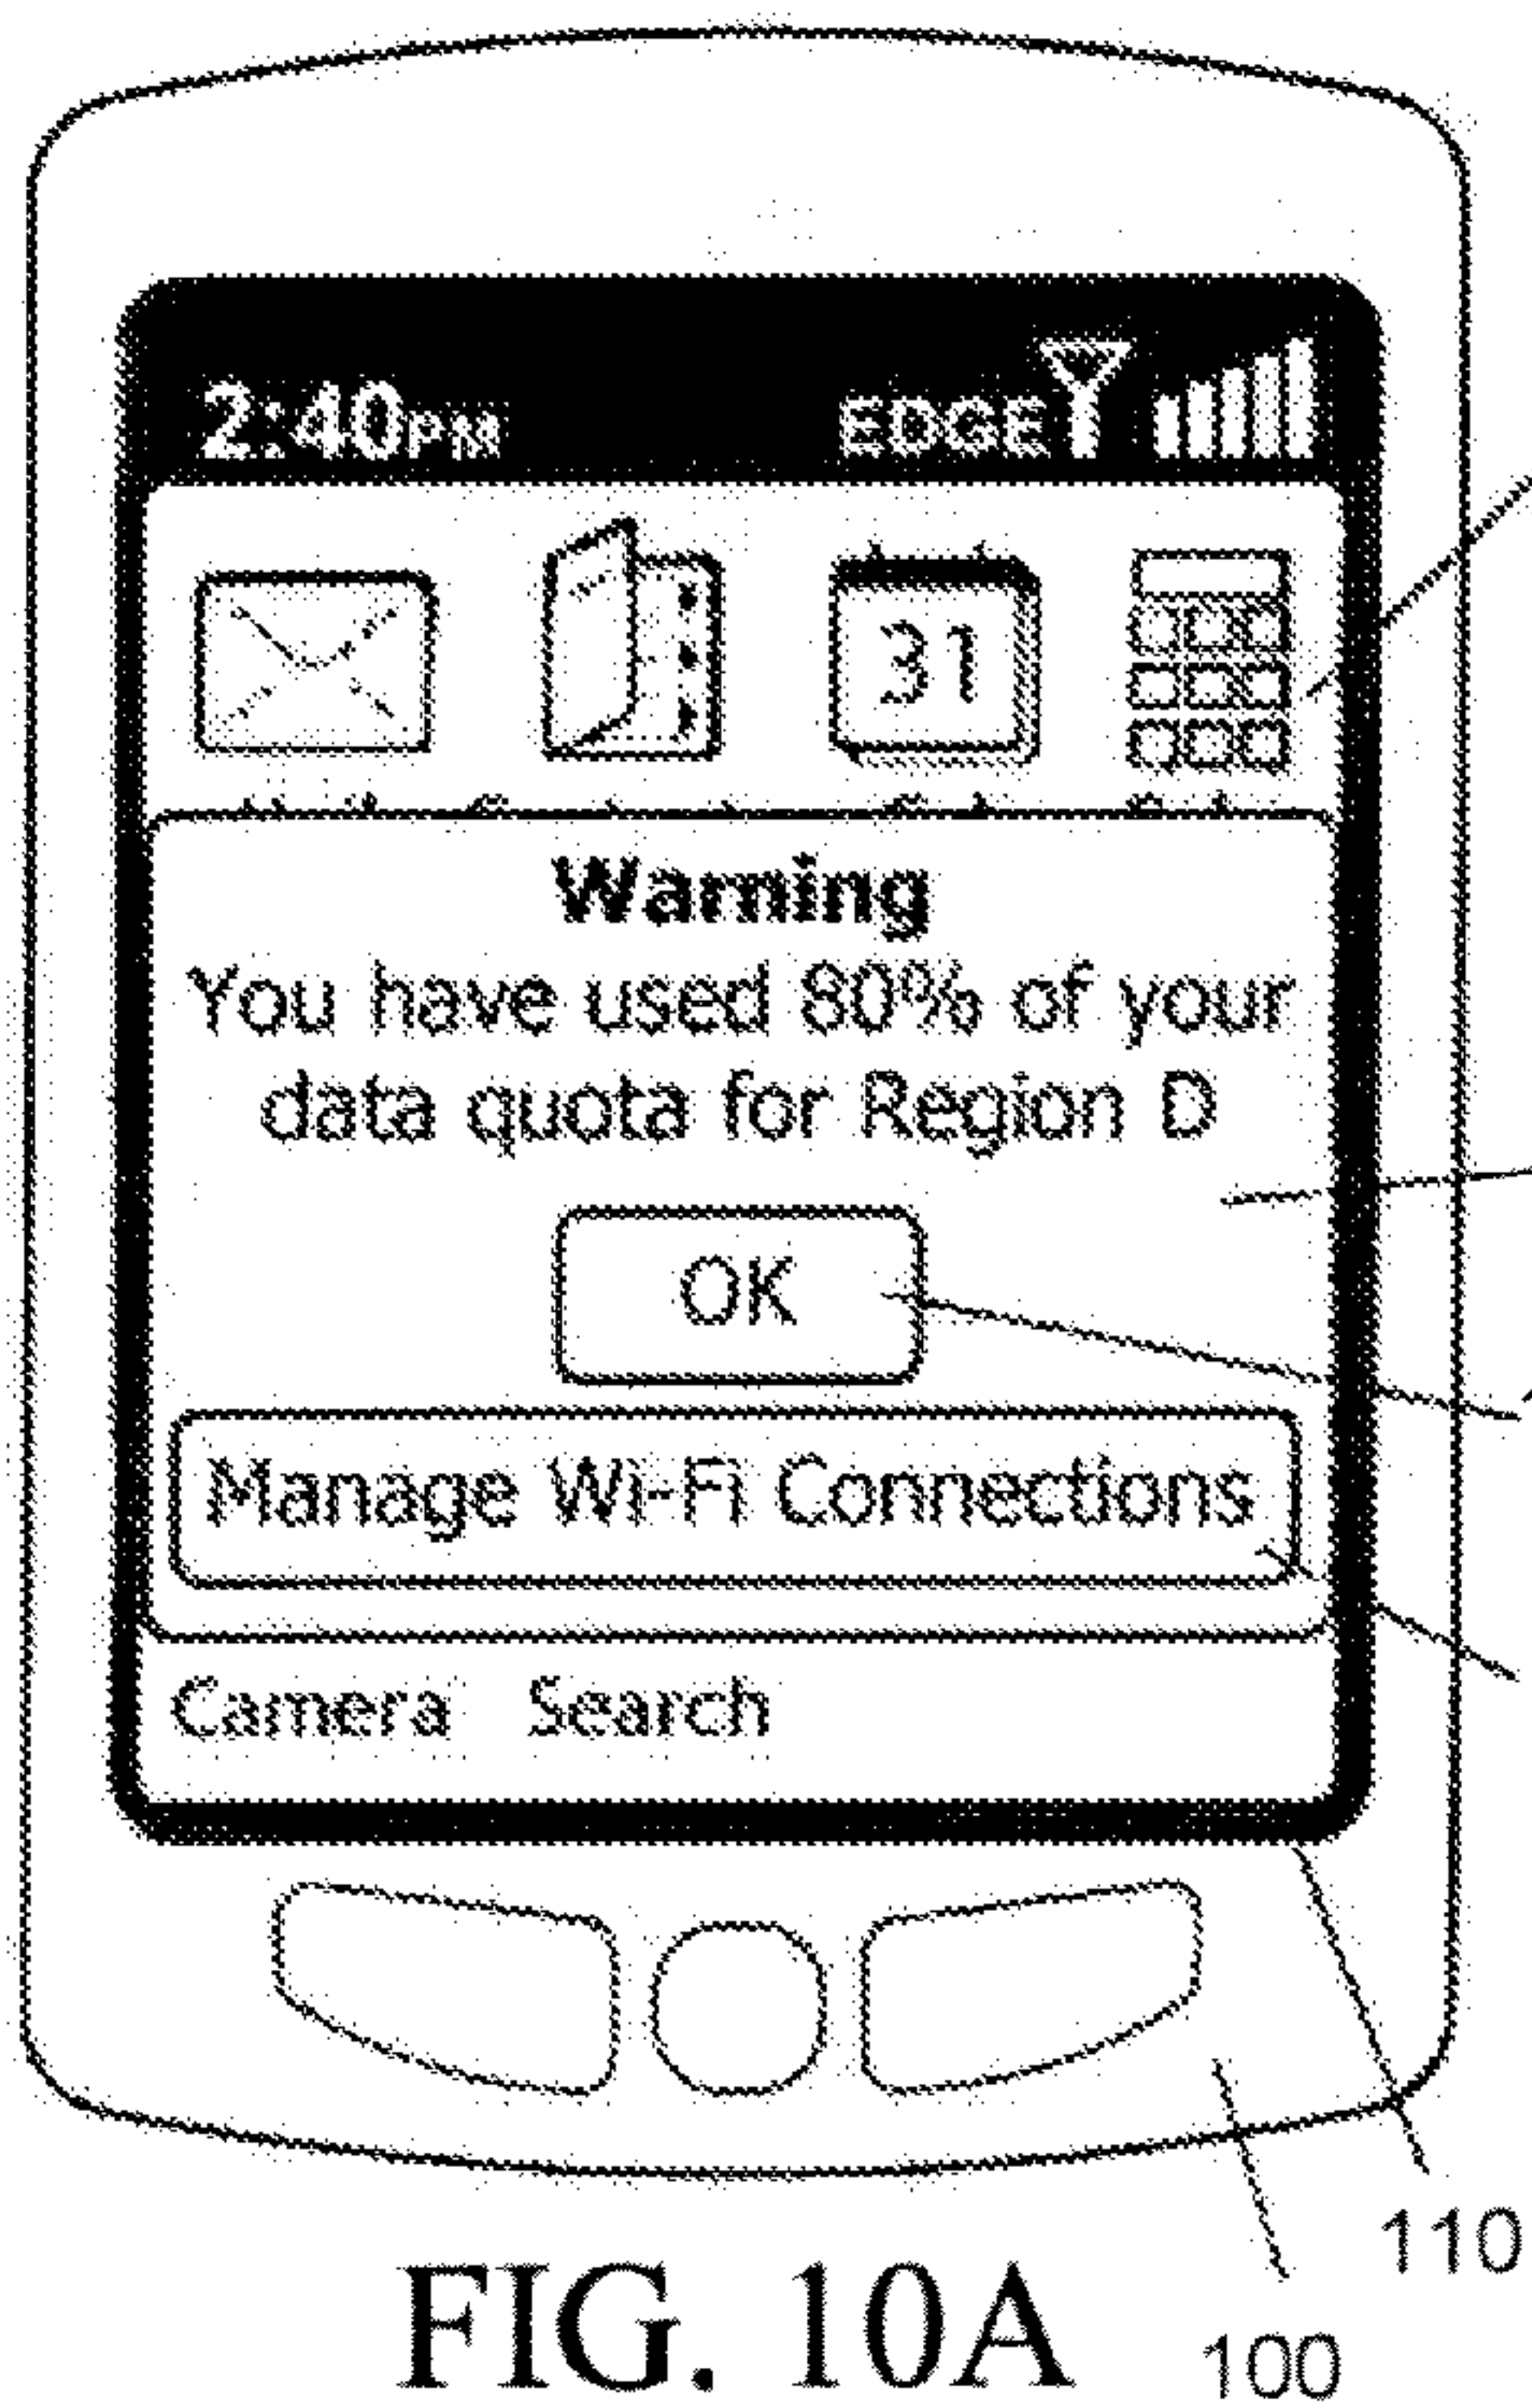 2:40PM EDGE
31
Warning
You have used 80% of your
data quota for Region D
OK
Manage Wi-Fi Connections
Camera Search
110
FIG. 10A 100